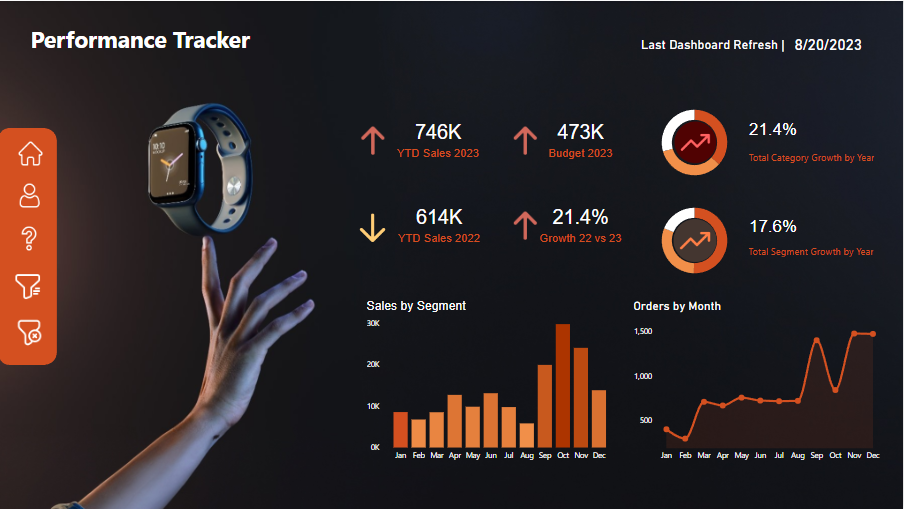 Performance Tracker
Last Dashboard Refresh | 8/20/2023
746K
YTD Sales 2023
473K
Budget 2023
21.4%
Total Category Growth by Year
614K
YTD Sales 2022
21.4%
Growth 22 vs 23
17.6%
Total Segment Growth by Year
Sales by Segment
30K
20K
10K
0K
Jan Feb Mar Apr May Jun Jul Aug Sep Oct Nov Dec
Orders by Month
1,500
1,000
500
Jan Feb Mar Apr May Jun Jul Aug Sep Oct Nov Dec